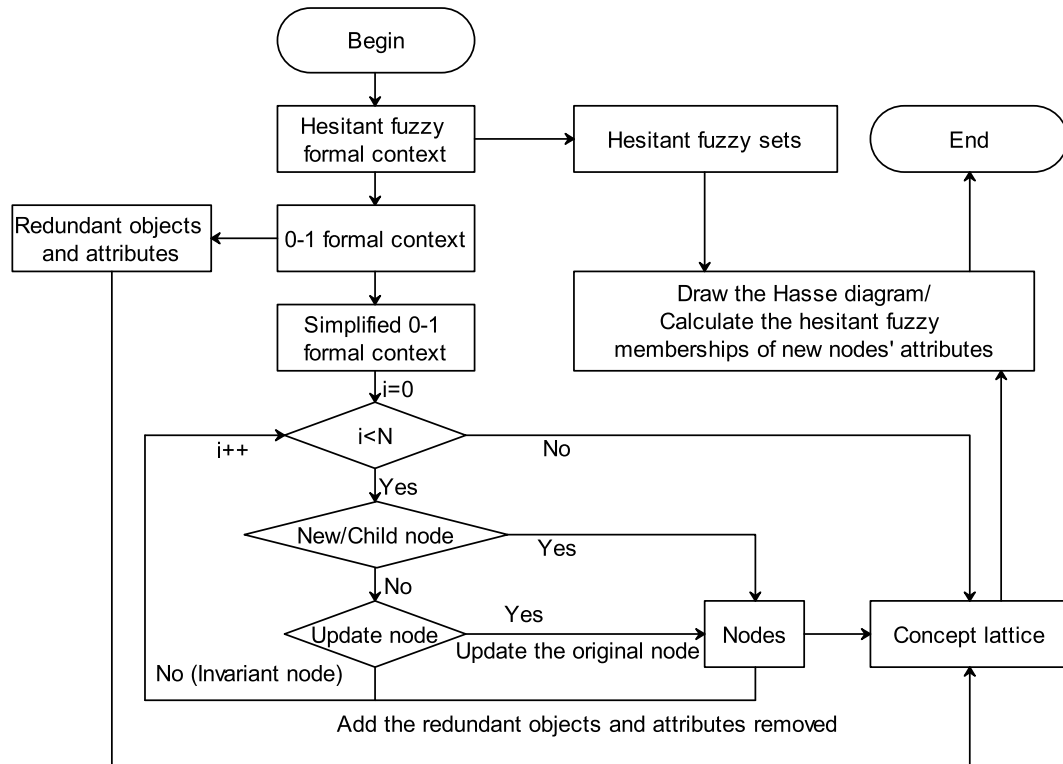 Begin
Hesitant fuzzy
formal context
Hesitant fuzzy sets
End
Redundant objects
and attributes
0-1 formal context
Simplified 0-1
formal context
Draw the Hasse diagram/
Calculate the hesitant fuzzy
memberships of new nodes' attributes
i=0
i<N
i++
No
Yes
New/Child node
Yes
No
Update node
Yes
Update the original node
Nodes
Concept lattice
No (Invariant node)
Add the redundant objects and attributes removed